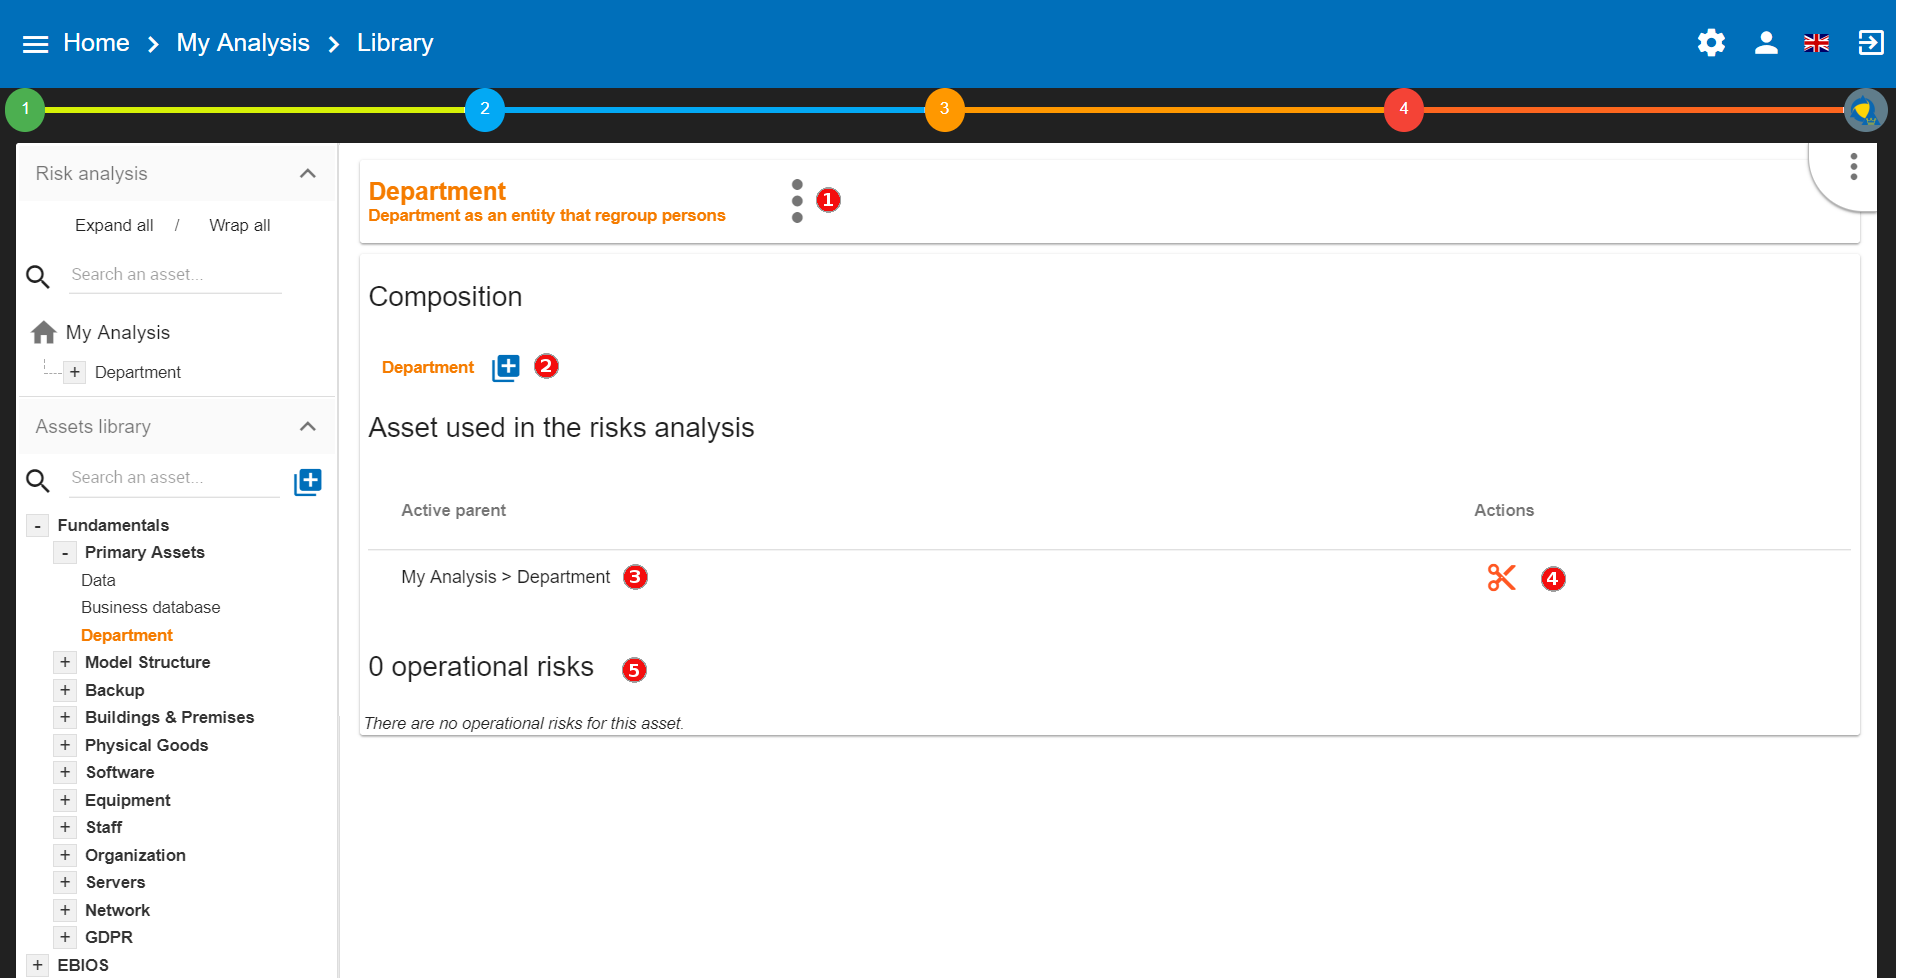 Home > My Analysis > Library
1 2 3 4
Risk analysis
Expand all / Wrap all
Search an asset...
My Analysis
+ Department
Assets library
Search an asset...
- Fundamentals
- Primary Assets
Data
Business database
Department
+ Model Structure
+ Backup
+ Buildings & Premises
+ Physical Goods
+ Software
+ Equipment
+ Staff
+ Organization
+ Servers
+ Network
+ GDPR
+ EBIOS
Department
Department as an entity that regroup persons
1
Composition
Department 2
Asset used in the risks analysis
Active parent Actions
My Analysis > Department 3 4
0 operational risks 5
There are no operational risks for this asset.